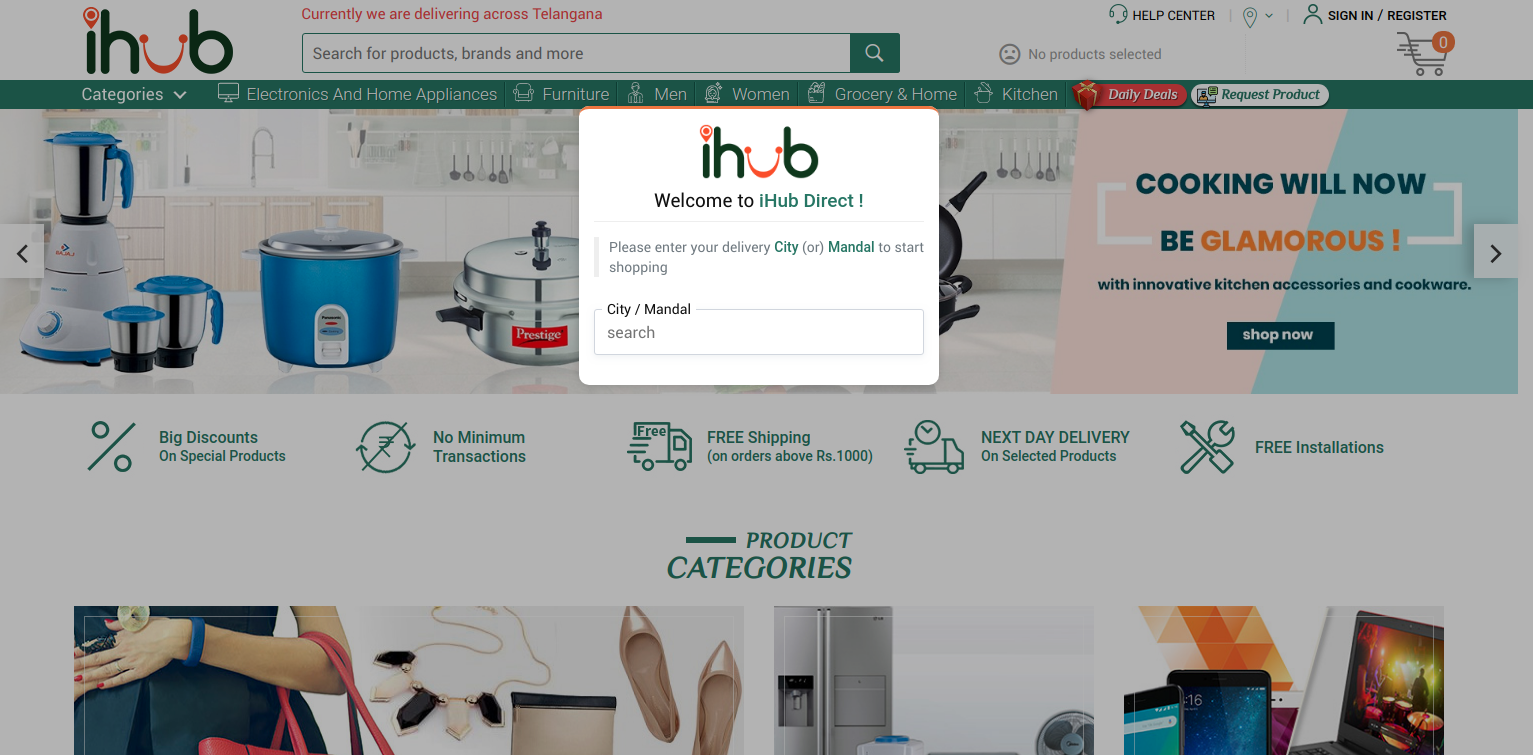 ihub
Currently we are delivering across Telangana
HELP CENTER
SIGN IN / REGISTER
Search for products, brands and more
No products selected
0
Categories
Electronics And Home Appliances
Furniture
Men
Women
Grocery & Home
Kitchen
Daily Deals
Request Product
ihub
Welcome to iHub Direct !
Please enter your delivery City (or) Mandal to start
shopping
City / Mandal
search
BAJAJ
Panasonic
Prestige
COOKING WILL NOW
BE GLAMOROUS !
with innovative kitchen accessories and cookware.
shop now
Big Discounts
On Special Products
No Minimum
Transactions
Free
FREE Shipping
(on orders above Rs.1000)
NEXT DAY DELIVERY
On Selected Products
FREE Installations
PRODUCT
CATEGORIES